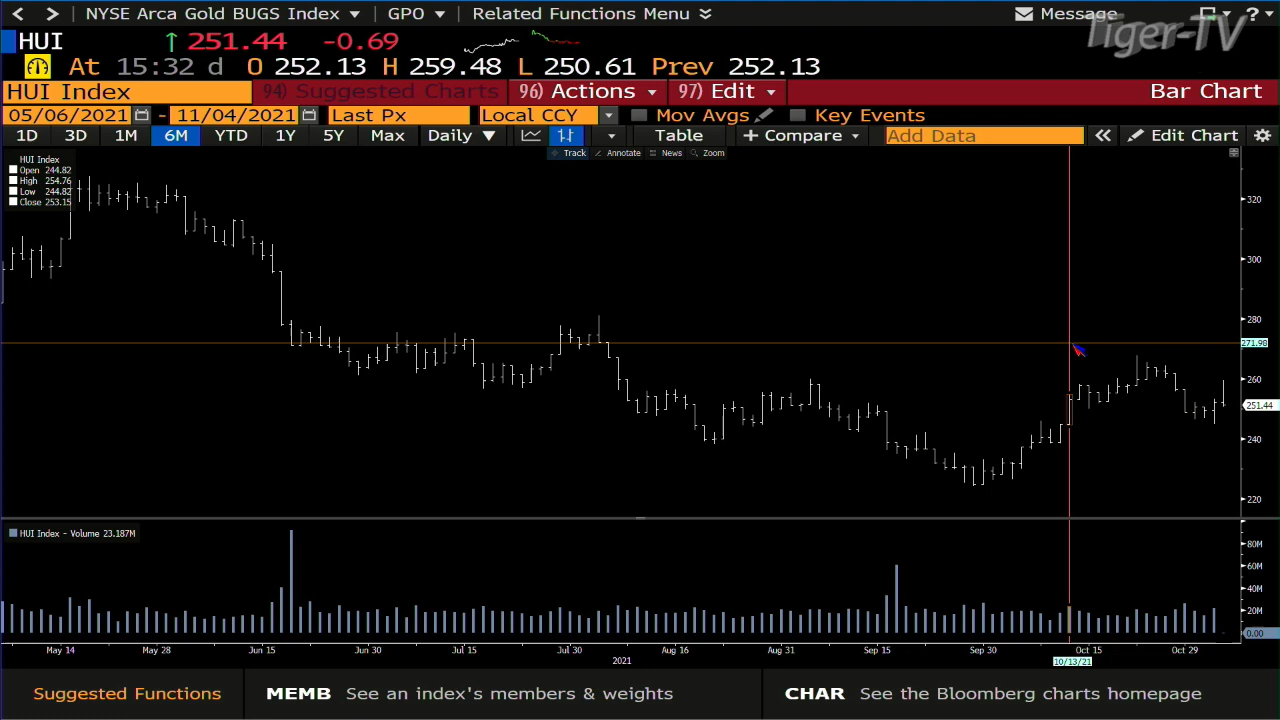 < > NYSE Arca Gold BUGS Index ▼ GPO ▼ Related Functions Menu Message ? ▼
Tiger-TV
HUI ↑ 251.44 -0.69
At 15:32 d O 252.13 H 259.48 L 250.61 Prev 252.13
HUI Index 94) Suggested Charts 96) Actions 97) Edit Bar Chart
05/06/2021 - 11/04/2021 Last Px Local CCY Mov Avgs Key Events
1D 3D 1M 6M YTD 1Y 5Y Max Daily ▼ Table + Compare Add Data « Edit Chart
Track Annotate News Zoom
HUI Index
Open 244.82
High 254.76
Low 244.82
Close 253.15
320
300
280
271.98
260
251.44
240
220
HUI Index - Volume 23.187M
80M
60M
40M
20M
0.00
May 14 May 28 Jun 15 Jun 30 Jul 15 Jul 30 Aug 16 Aug 31 Sep 15 Sep 30 Oct 15 Oct 29
2021 10/13/21
Suggested Functions MEMB See an index's members & weights CHAR See the Bloomberg charts homepage